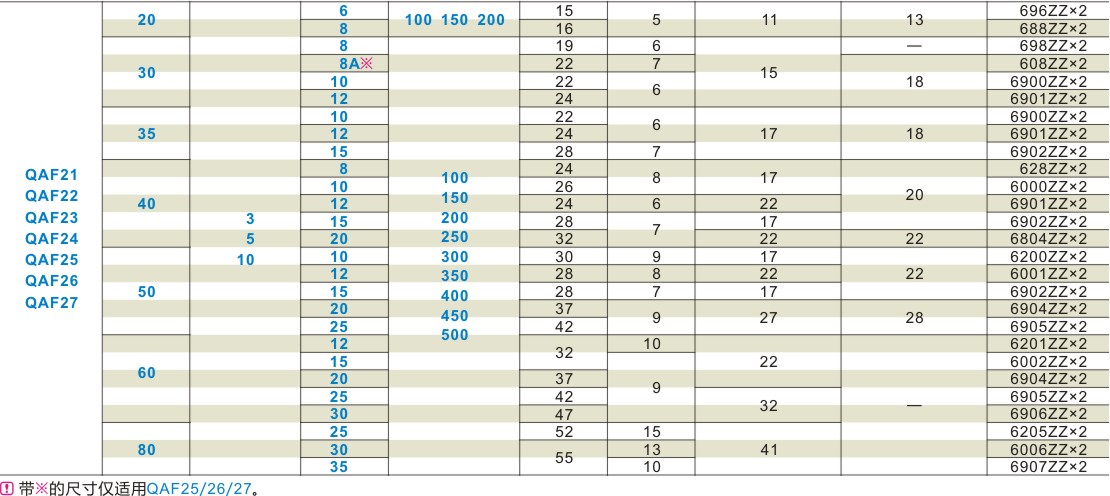 20 6 100 150 200 15 5 11 13 696ZZ×2
8 16 688ZZ×2
8 19 6 — 698ZZ×2
30 8A※ 22 7 15 608ZZ×2
10 22 6 18 6900ZZ×2
12 24 6901ZZ×2
10 22 6 6900ZZ×2
35 12 24 17 18 6901ZZ×2
15 28 7 6902ZZ×2
QAF21 8 100 24 8 17 628ZZ×2
QAF22 10 150 26 20 6000ZZ×2
40 12 24 6 22 6901ZZ×2
QAF23 3 15 200 28 7 17 6902ZZ×2
QAF24 5 20 250 32 22 22 6804ZZ×2
QAF25 10 10 300 30 9 17 6200ZZ×2
QAF26 12 350 28 8 22 22 6001ZZ×2
QAF27 50 15 400 28 7 17 6902ZZ×2
20 450 37 9 27 28 6904ZZ×2
25 500 42 6905ZZ×2
12 32 10 6201ZZ×2
15 22 6002ZZ×2
60 20 37 9 6904ZZ×2
25 42 32 — 6905ZZ×2
30 47 6906ZZ×2
25 52 15 6205ZZ×2
80 30 55 13 41 6006ZZ×2
35 10 6907ZZ×2
! 带※的尺寸仅适用QAF25/26/27。